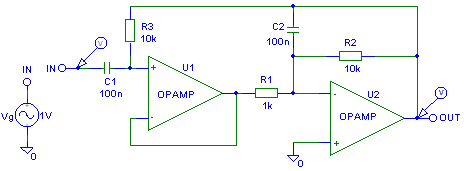 C2
100n
R3
10k
V
IN
C1
100n
+
U1
OPAMP
-
R2
10k
R1
1k
-
U2
OPAMP
+
V
OUT
0
IN
Vg
1V
0